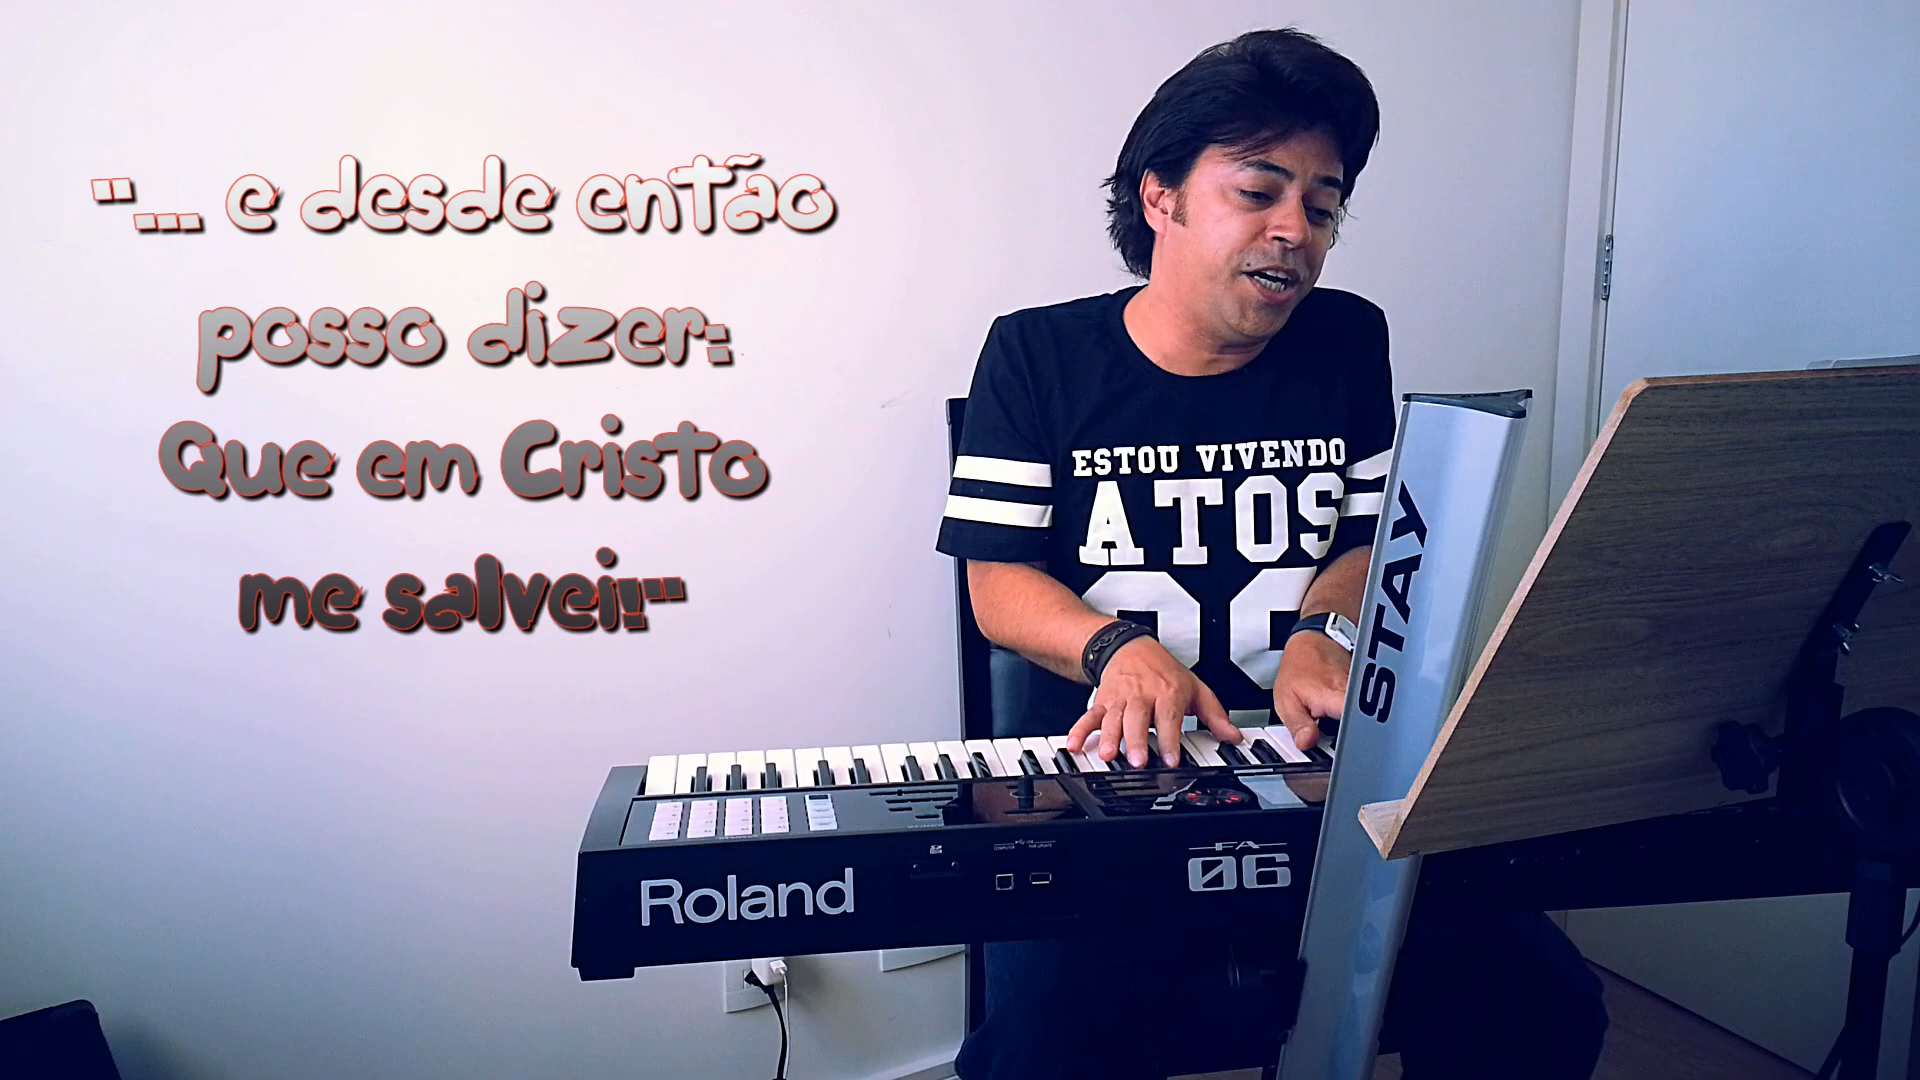 "... e desde então
posso dizer:
Que em Cristo
me salvei!"
ESTOU VIVENDO
ATOS
STAY
Roland
FA
06